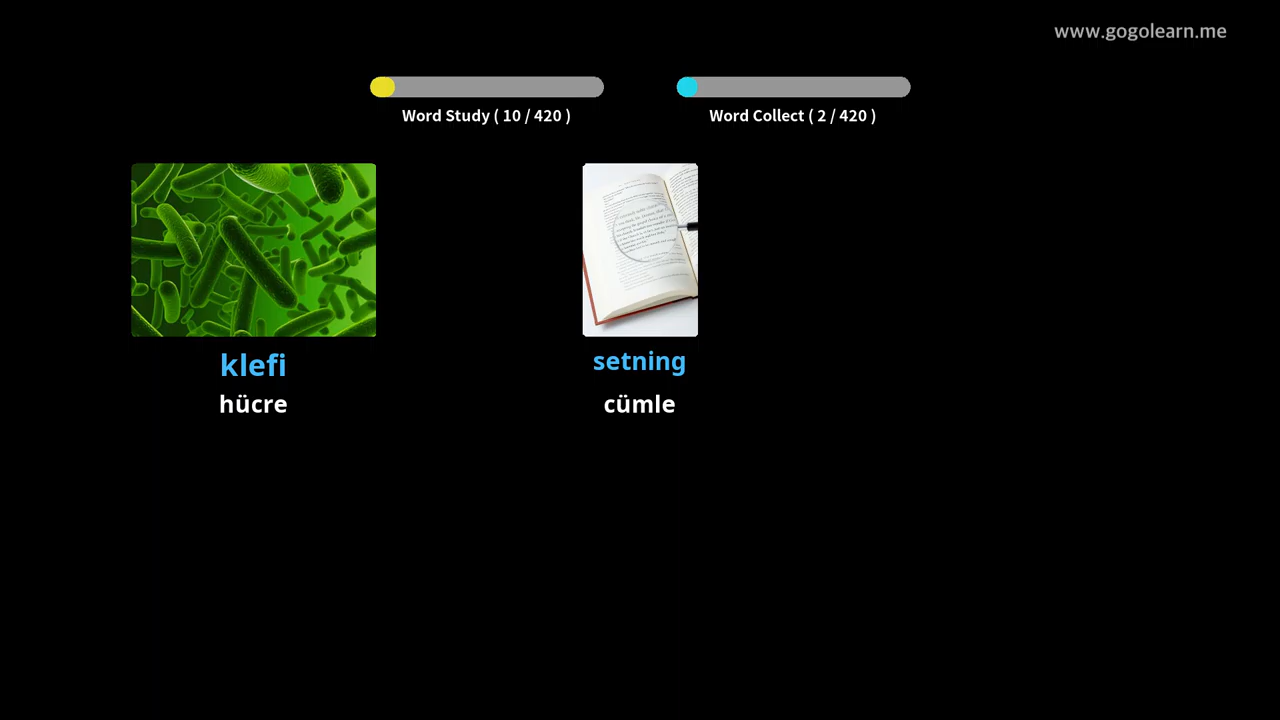 www.gogolearn.me
Word Study ( 10 / 420 )
Word Collect ( 2 / 420 )
klefi
hücre
setning
cümle